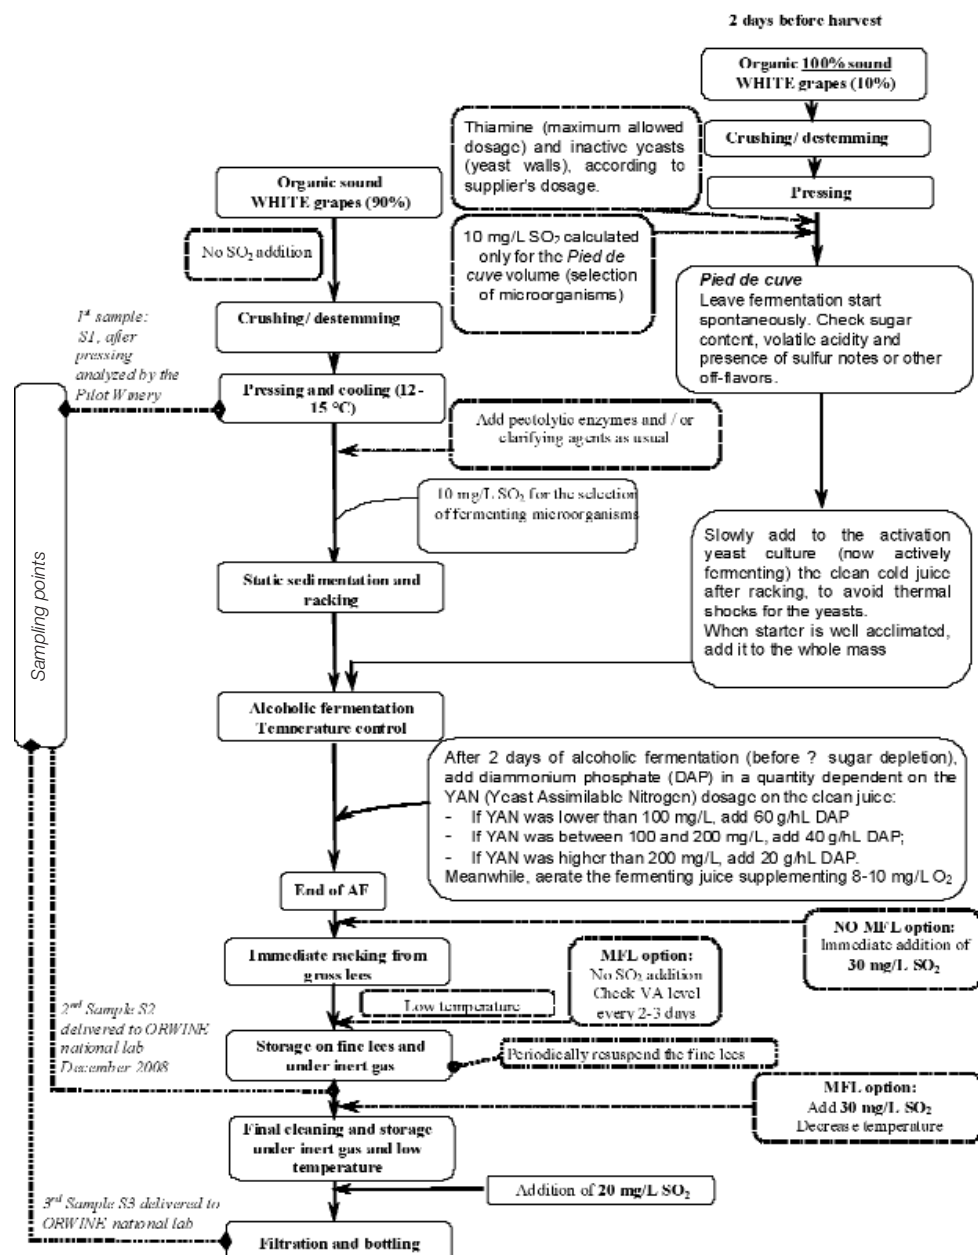 2 days before harvest
Organic 100% sound
WHITE grapes (10%)
Crushing/ destemming
Pressing
Thiamine (maximum allowed
dosage) and inactive yeasts
(yeast walls), according to
supplier's dosage.
10 mg/L SO2 calculated
only for the Pied de
cuve volume (selection
of microorganisms)
Pied de cuve
Leave fermentation start
spontaneously. Check sugar
content, volatile acidity and
presence of sulfur notes or other
off-flavors.
Slowly add to the activation
yeast culture (now actively
fermenting) the clean cold juice
after racking, to avoid thermal
shocks for the yeasts.
When starter is well acclimated,
add it to the whole mass
Organic sound
WHITE grapes (90%)
No SO2 addition
Crushing/ destemming
1st sample:
S1, after
pressing
analyzed by the
Pilot Winery
Pressing and cooling (12-
15 °C)
Add pectolytic enzymes and / or
clarifying agents as usual
10 mg/L SO2 for the selection
of fermenting microorganisms
Static sedimentation and
racking
Sampling points
Alcoholic fermentation
Temperature control
After 2 days of alcoholic fermentation (before ? sugar depletion),
add diammonium phosphate (DAP) in a quantity dependent on the
YAN (Yeast Assimilable Nitrogen) dosage on the clean juice:
- If YAN was lower than 100 mg/L, add 60 g/hL DAP
- If YAN was between 100 and 200 mg/L, add 40 g/hL DAP;
- If YAN was higher than 200 mg/L, add 20 g/hL DAP.
Meanwhile, aerate the fermenting juice supplementing 8-10 mg/L O2
End of AF
NO MFL option:
Immediate addition of
30 mg/L SO2
Immediate racking from
gross lees
MFL option:
No SO2 addition
Check VA level
every 2-3 days
Low temperature
2nd Sample S2
delivered to ORWINE
national lab
December 2008
Storage on fine lees and
under inert gas
Periodically resuspend the fine lees
MFL option:
Add 30 mg/L SO2
Decrease temperature
Final cleaning and storage
under inert gas and low
temperature
Addition of 20 mg/L SO2
3rd Sample S3 delivered to
ORWINE national lab
Filtration and bottling